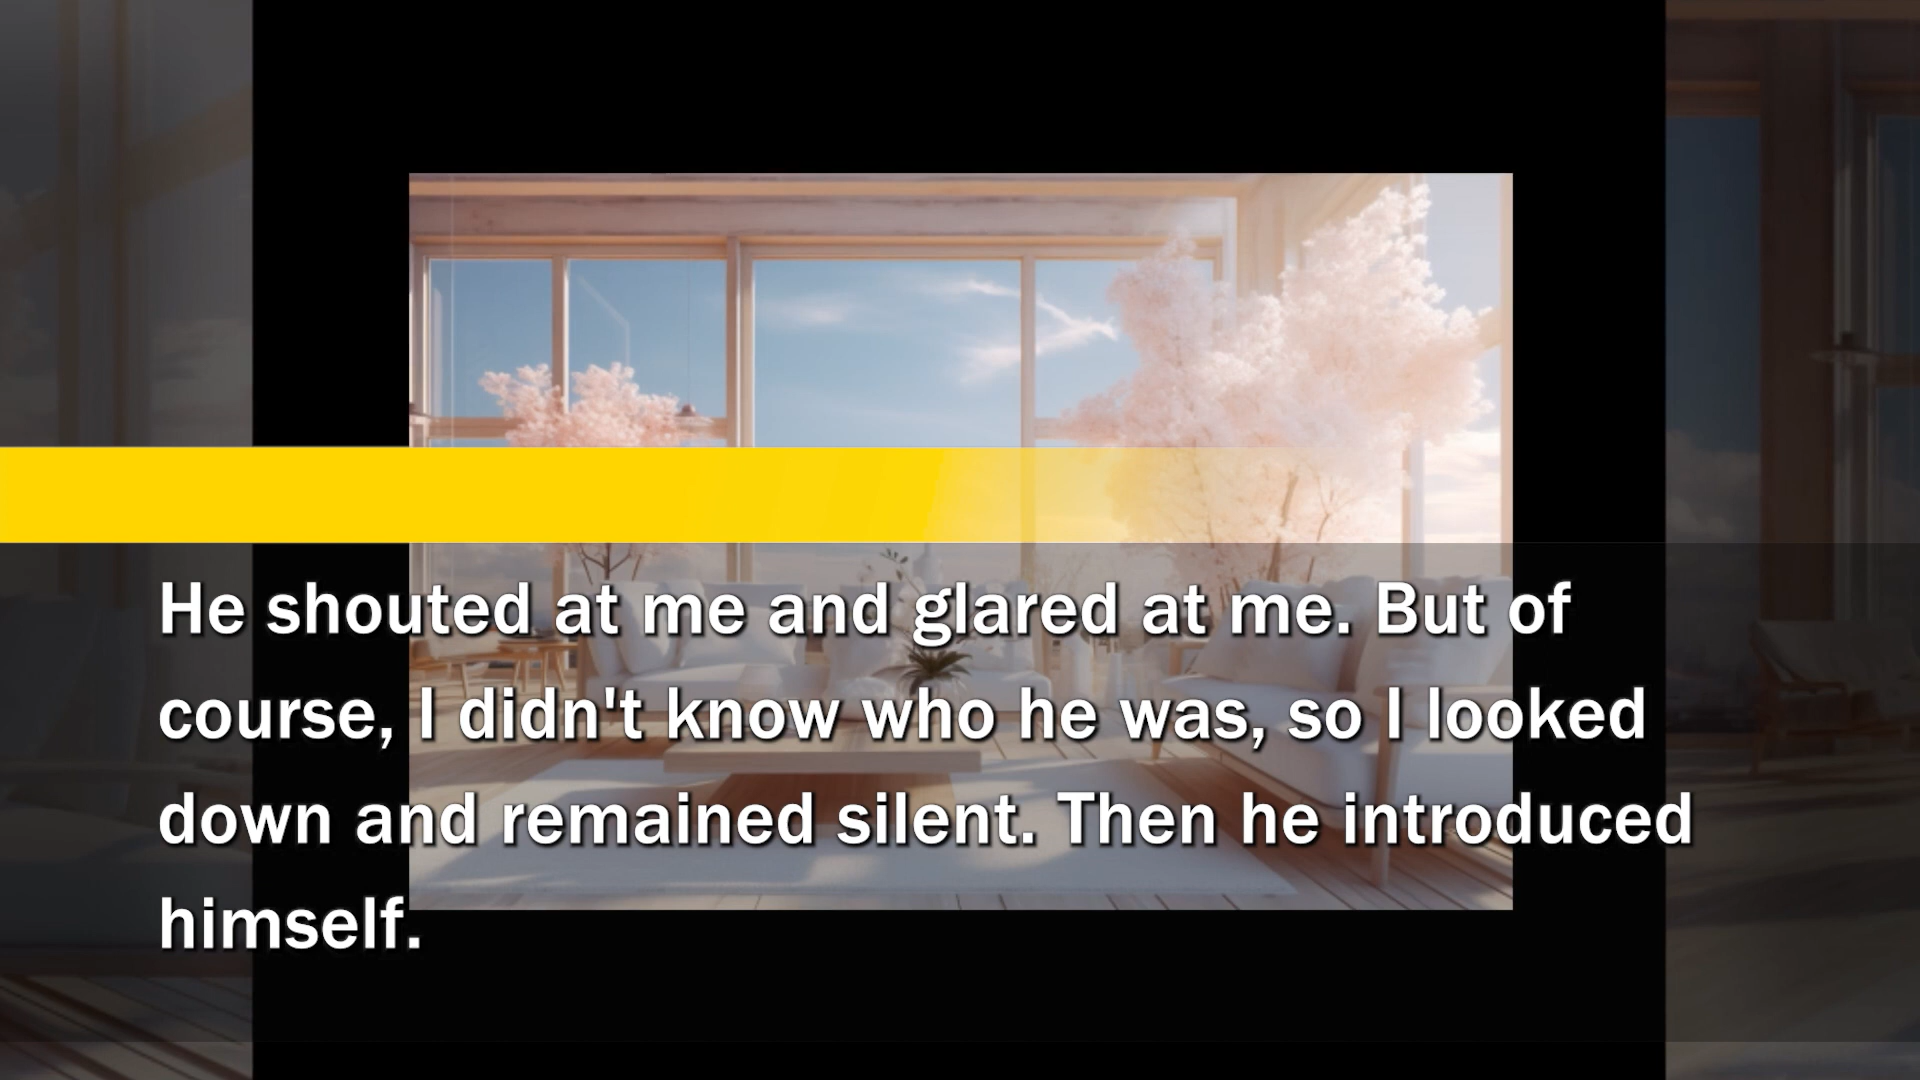 He shouted at me and glared at me. But of
course, I didn't know who he was, so I looked
down and remained silent. Then he introduced
himself.